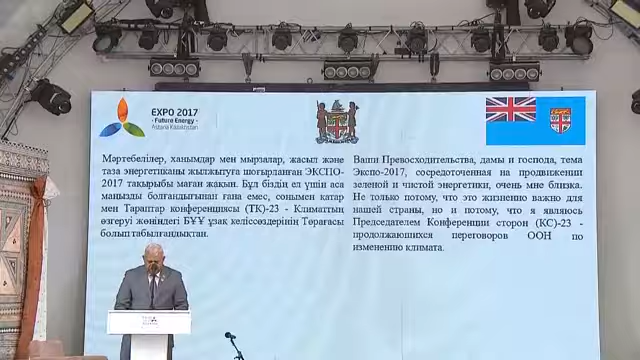 EXPO 2017
Future Energy
Astana Kazakhstan
Мәртебелілер, ханымдар мен мырзалар, жасыл және
таза энергетиканы жылжытуға шоғырланған ЭКСПО-
2017 тақырыбы маған жақын. Бұл біздің ел үшін аса
маңызды болғандығынан ғана емес, сонымен қатар
мен Тараптар конференциясы (ТК)-23 - Климаттың
өзгеруі жөніндегі БҰҰ ұзақ келіссөздерінің Төрағасы
болып табылғандықтан.
Ваши Превосходительства, дамы и господа, тема
Экспо-2017, сосредоточенная на продвижении
зеленой и чистой энергетики, очень мне близка.
Не только потому, что это жизненно важно для
нашей страны, но и потому, что я являюсь
Председателем Конференции сторон (КС)-23 -
продолжающихся переговоров ООН по
изменению климата.